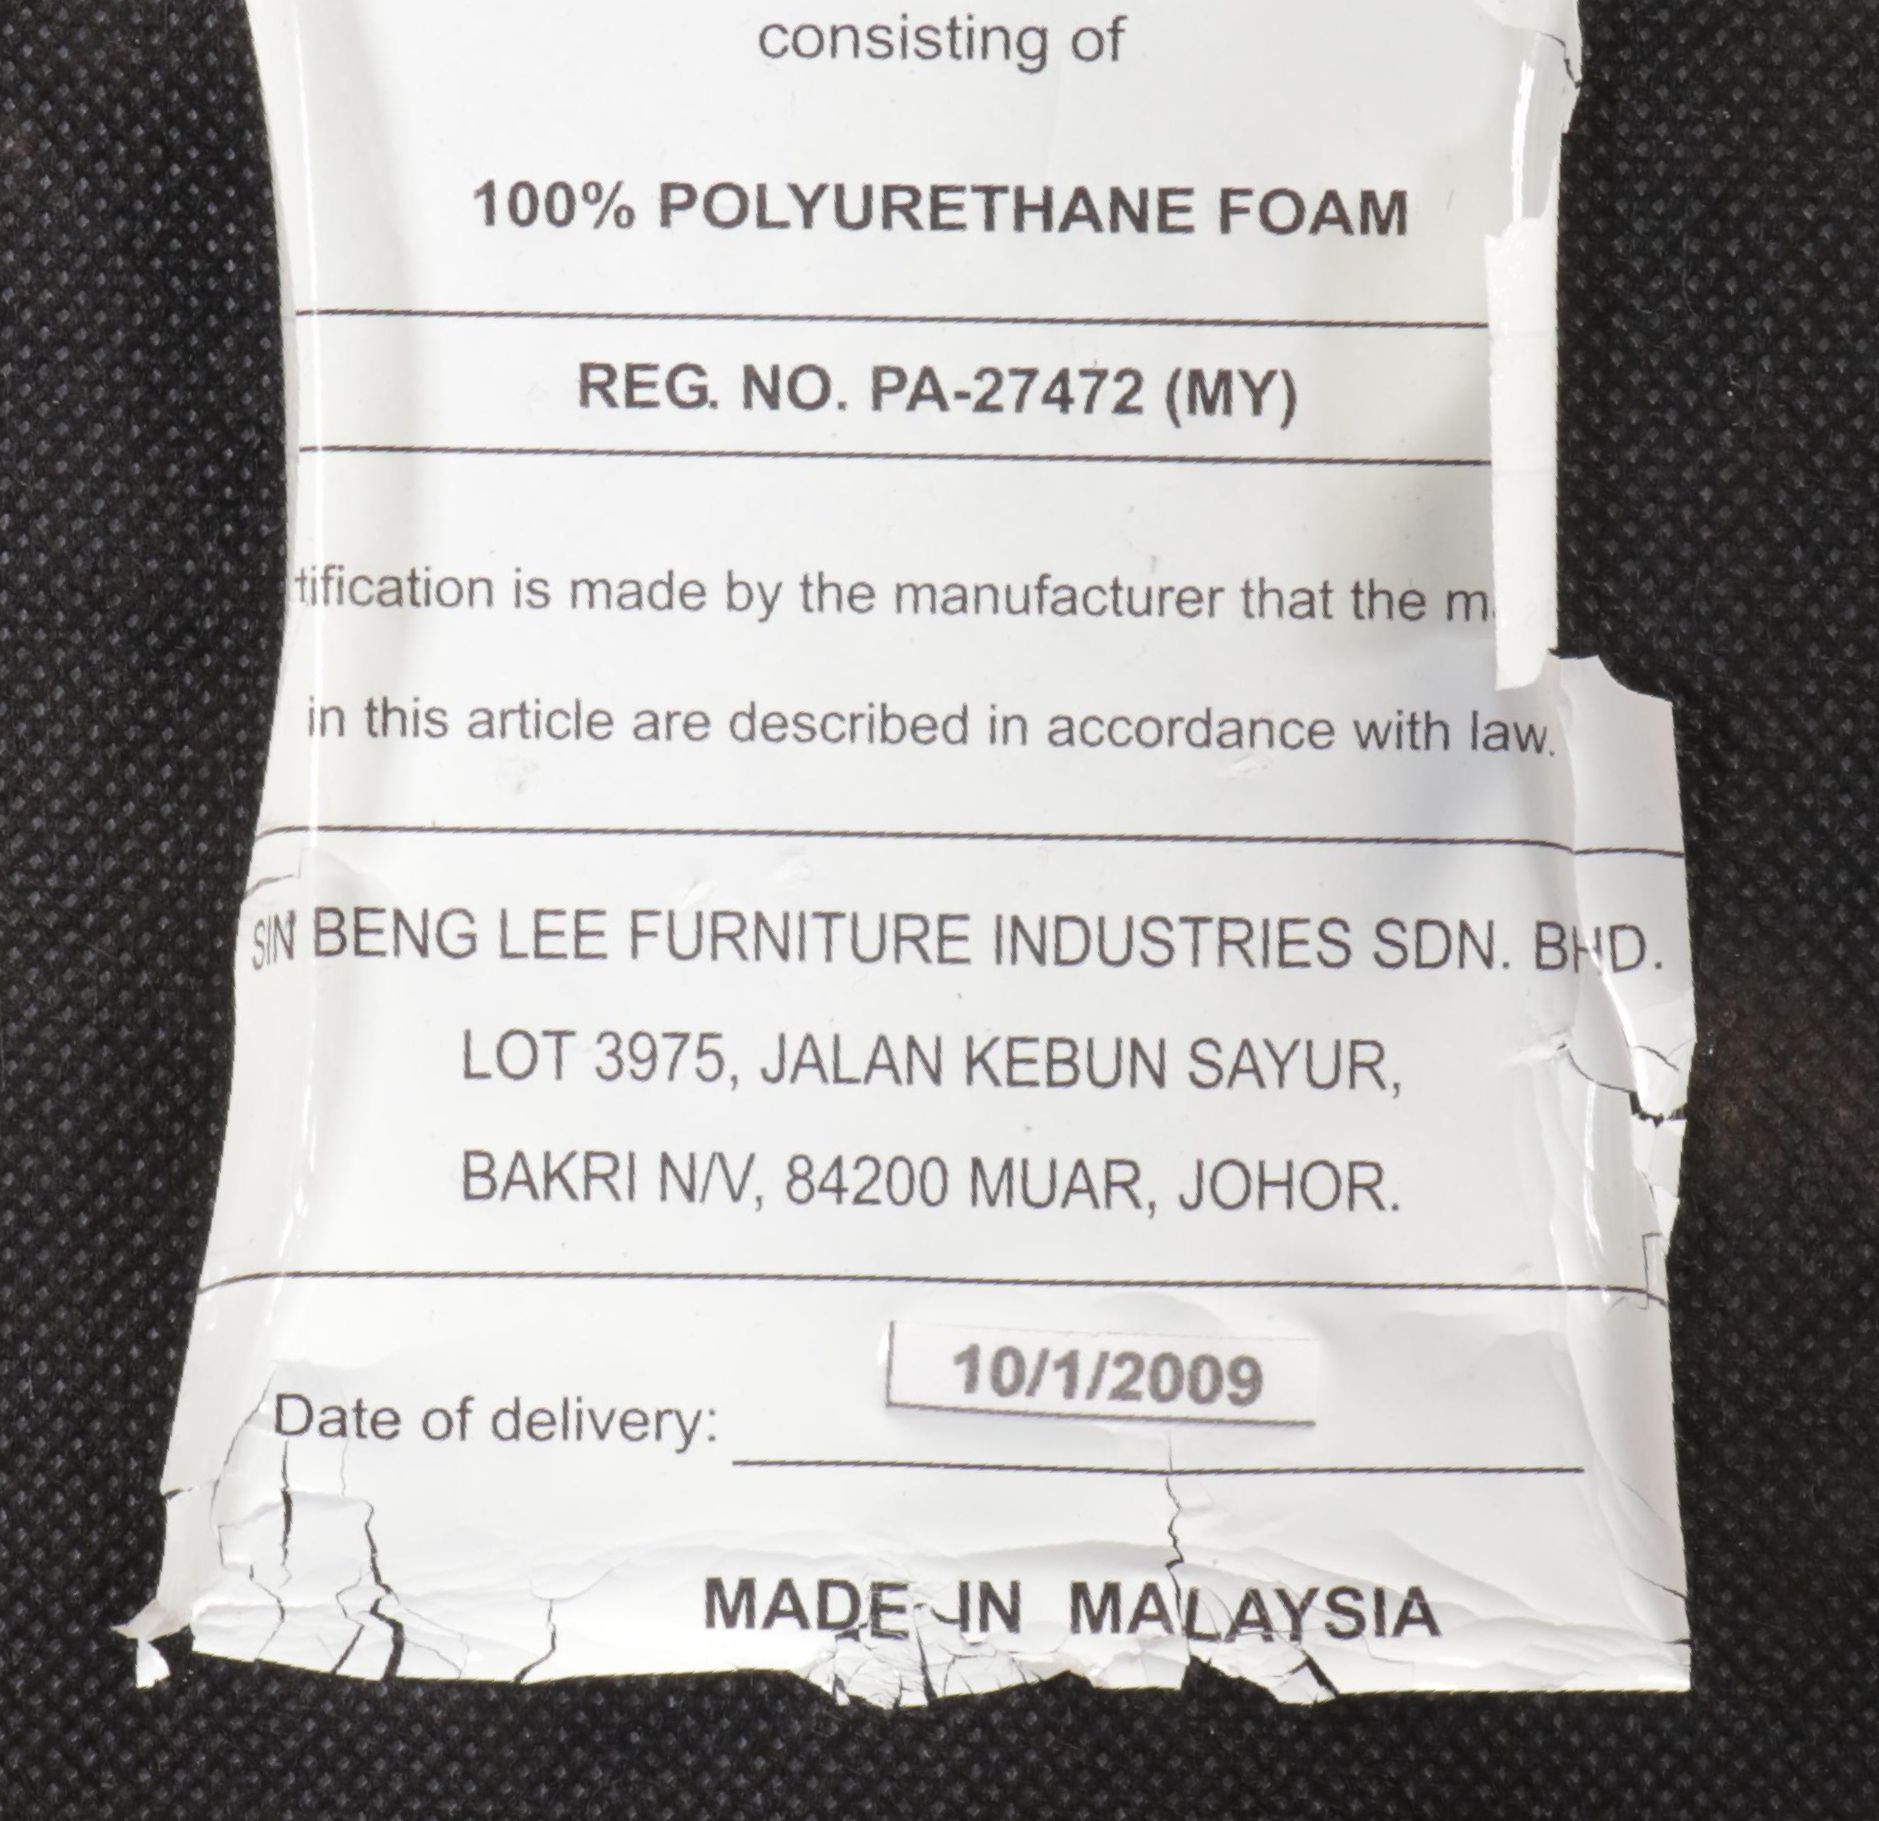 consisting of
100% POLYURETHANE FOAM
REG. NO. PA-27472 (MY)
tification is made by the manufacturer that the
in this article are described in accordance with law.
SIN BENG LEE FURNITURE INDUSTRIES SDN. BHD.
LOT 3975, JALAN KEBUN SAYUR,
BAKRI N/V, 84200 MUAR, JOHOR.
10/1/2009
Date of delivery:
MADE IN MALAYSIA